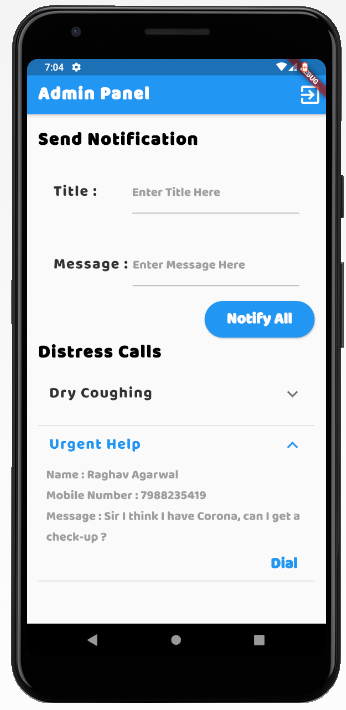 7:04
DEBUG
Admin Panel
Send Notification
Title : Enter Title Here
Message : Enter Message Here
Notify All
Distress Calls
Dry Coughing
Urgent Help
Name : Raghav Agarwal
Mobile Number : 7988235419
Message : Sir I think I have Corona, can I get a
check-up ?
Dial